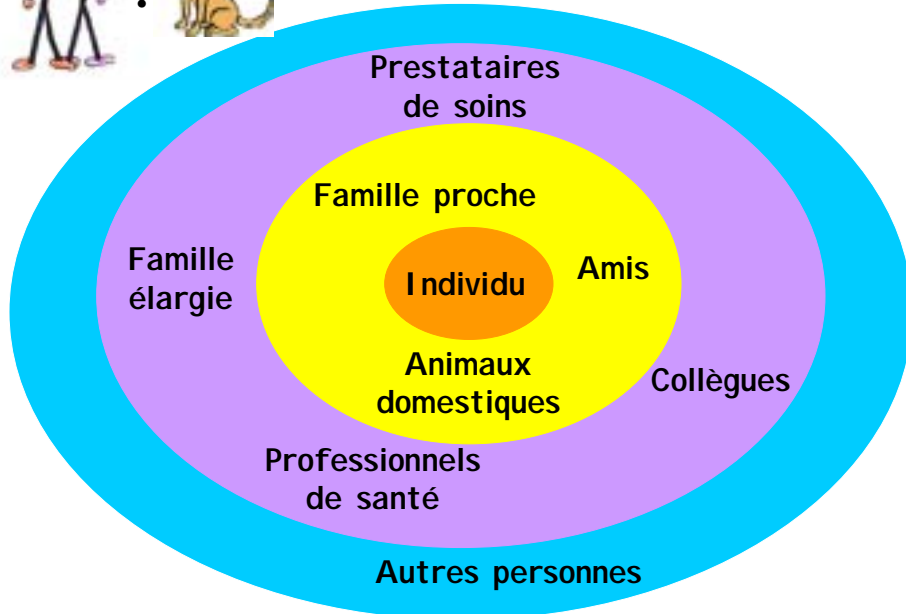 Prestataires
de soins
Famille proche
Famille
élargie
Individu
Amis
Animaux
domestiques
Collègues
Professionnels
de santé
Autres personnes